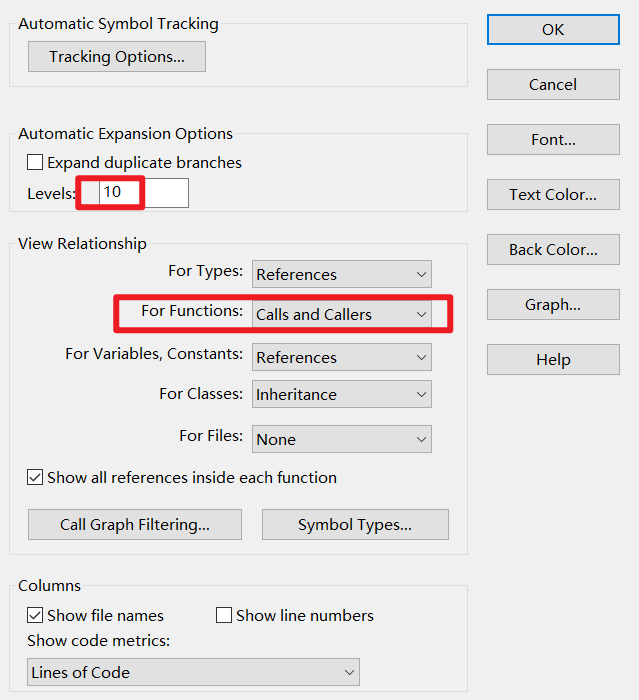 Automatic Symbol Tracking
Tracking Options...
OK
Cancel
Font...
Text Color...
Back Color...
Graph...
Help
Automatic Expansion Options
Expand duplicate branches
Levels: 10
View Relationship
For Types: References
For Functions: Calls and Callers
For Variables, Constants: References
For Classes: Inheritance
For Files: None
Show all references inside each function
Call Graph Filtering... Symbol Types...
Columns
Show file names Show line numbers
Show code metrics:
Lines of Code